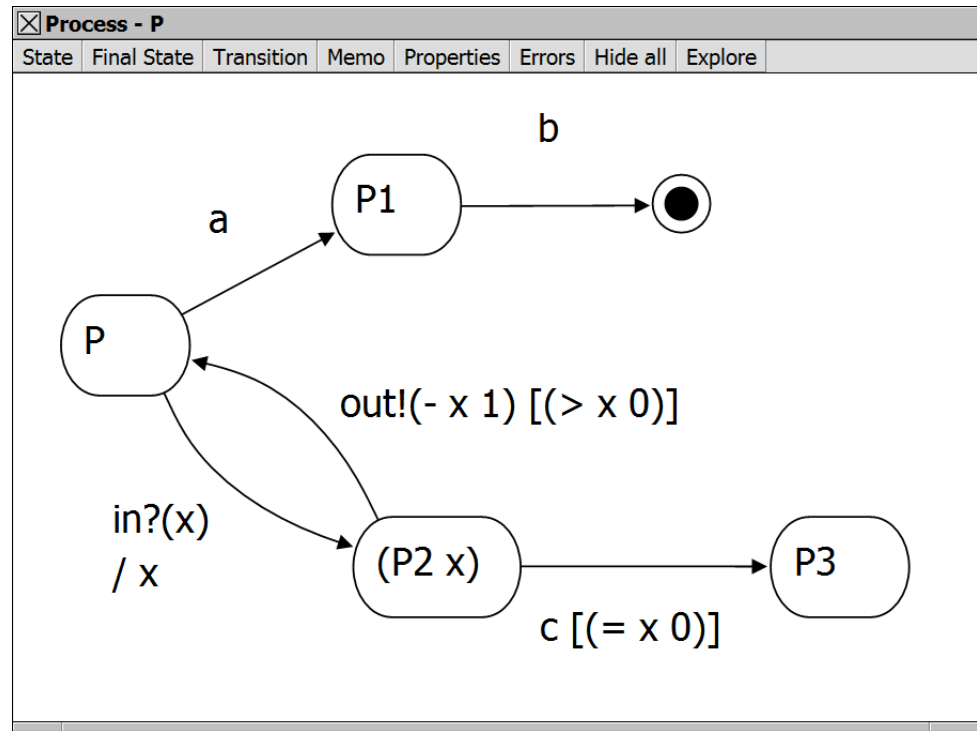 Process - P
State Final State Transition Memo Properties Errors Hide all Explore
b
P1
a
P
out!(- x 1) [(> x 0)]
in?(x)
/ x
(P2 x)
P3
c [(= x 0)]